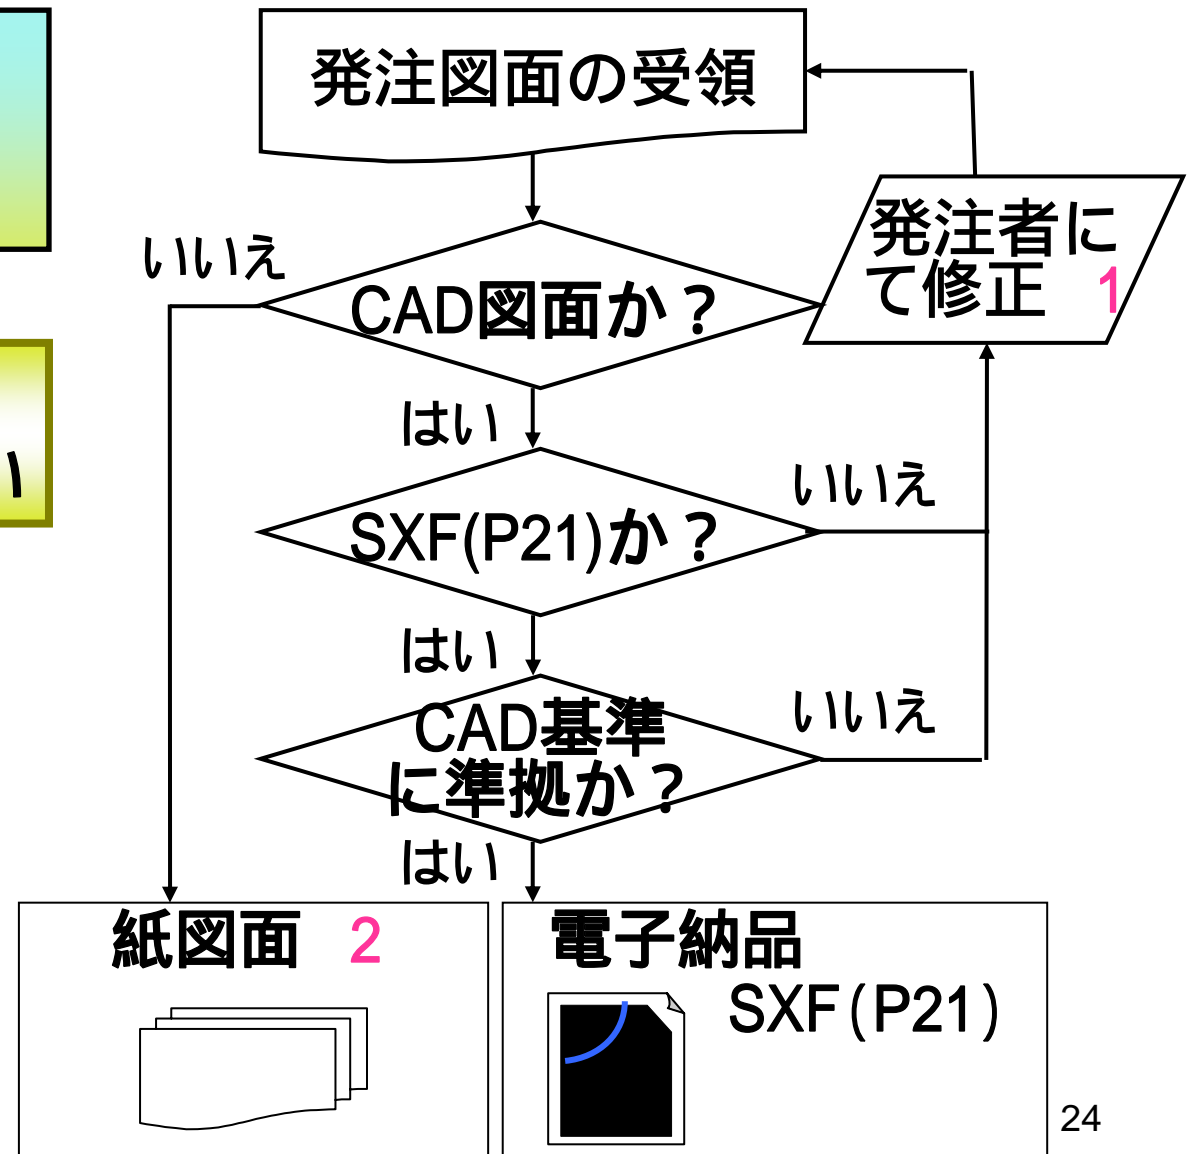 発注図面の受領
発注者に
て修正 1
いいえ
CAD図面か？
はい
いいえ
SXF(P21)か？
はい
いいえ
CAD基準
に準拠か？
はい
紙図面 2
電子納品
SXF(P21)
い
24